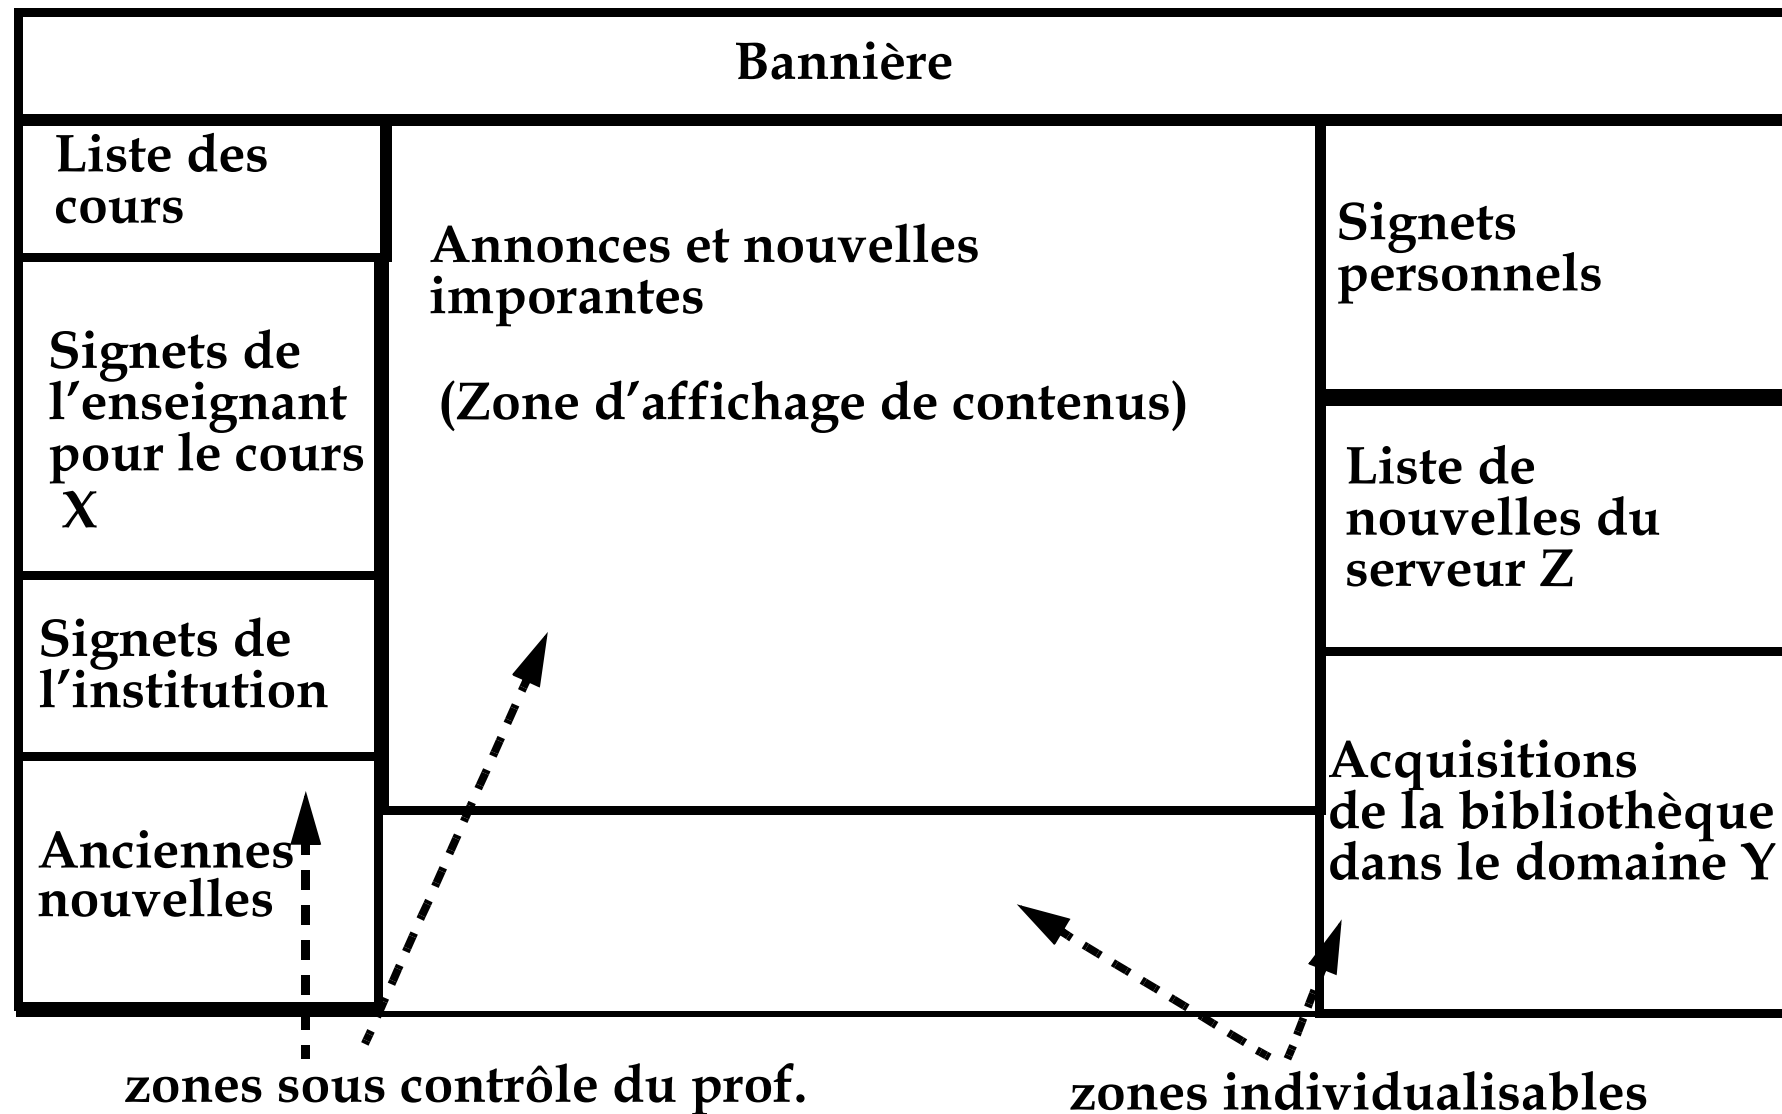 Bannière
Liste des
cours
Signets de
l'enseignant
pour le cours
X
Signets de
l'institution
Anciennes
nouvelles
Annonces et nouvelles
imporantes
(Zone d'affichage de contenus)
Signets
personnels
Liste de
nouvelles du
serveur Z
Acquisitions
de la bibliothèque
dans le domaine Y
zones sous contrôle du prof.
zones individualisables